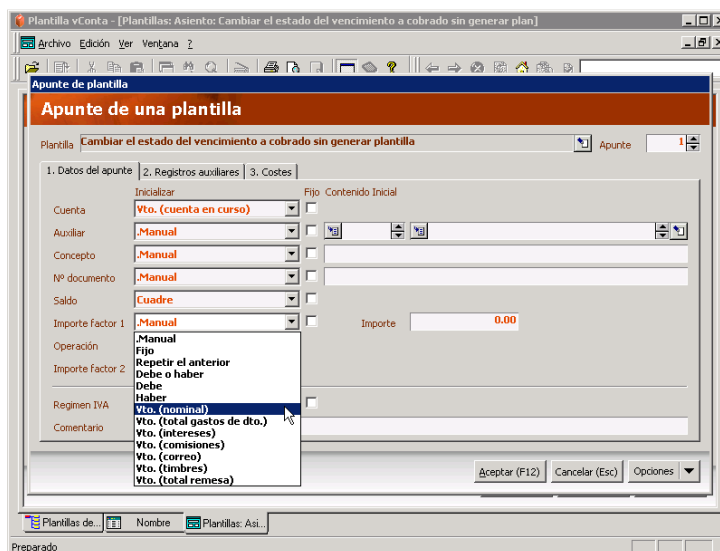 Plantilla vConta - [Plantillas: Asiento: Cambiar el estado del vencimiento a cobrado sin generar plan]
Archivo Edición Ver Ventana ?
Apunte de plantilla
Apunte de una plantilla
Plantilla Cambiar el estado del vencimiento a cobrado sin generar plantilla Apunte 1
1. Datos del apunte 2. Registros auxiliares 3. Costes
Inicializar Fijo Contenido Inicial
Cuenta Vto. (cuenta en curso)
Auxiliar .Manual
Concepto .Manual
Nº documento .Manual
Saldo Cuadre
Importe factor 1 .Manual Importe 0.00
.Manual
Operación Fijo
Repetir el anterior
Importe factor 2 Debe o haber
Debe
Haber
Regimen IVA Vto. (nominal)
Vto. (total gastos de dto.)
Comentario Vto. (intereses)
Vto. (comisiones)
Vto. (correo)
Vto. (timbres)
Vto. (total remesa)
Aceptar (F12) Cancelar (Esc) Opciones
Plantillas de... Nombre Plantillas: Asi...
Preparado